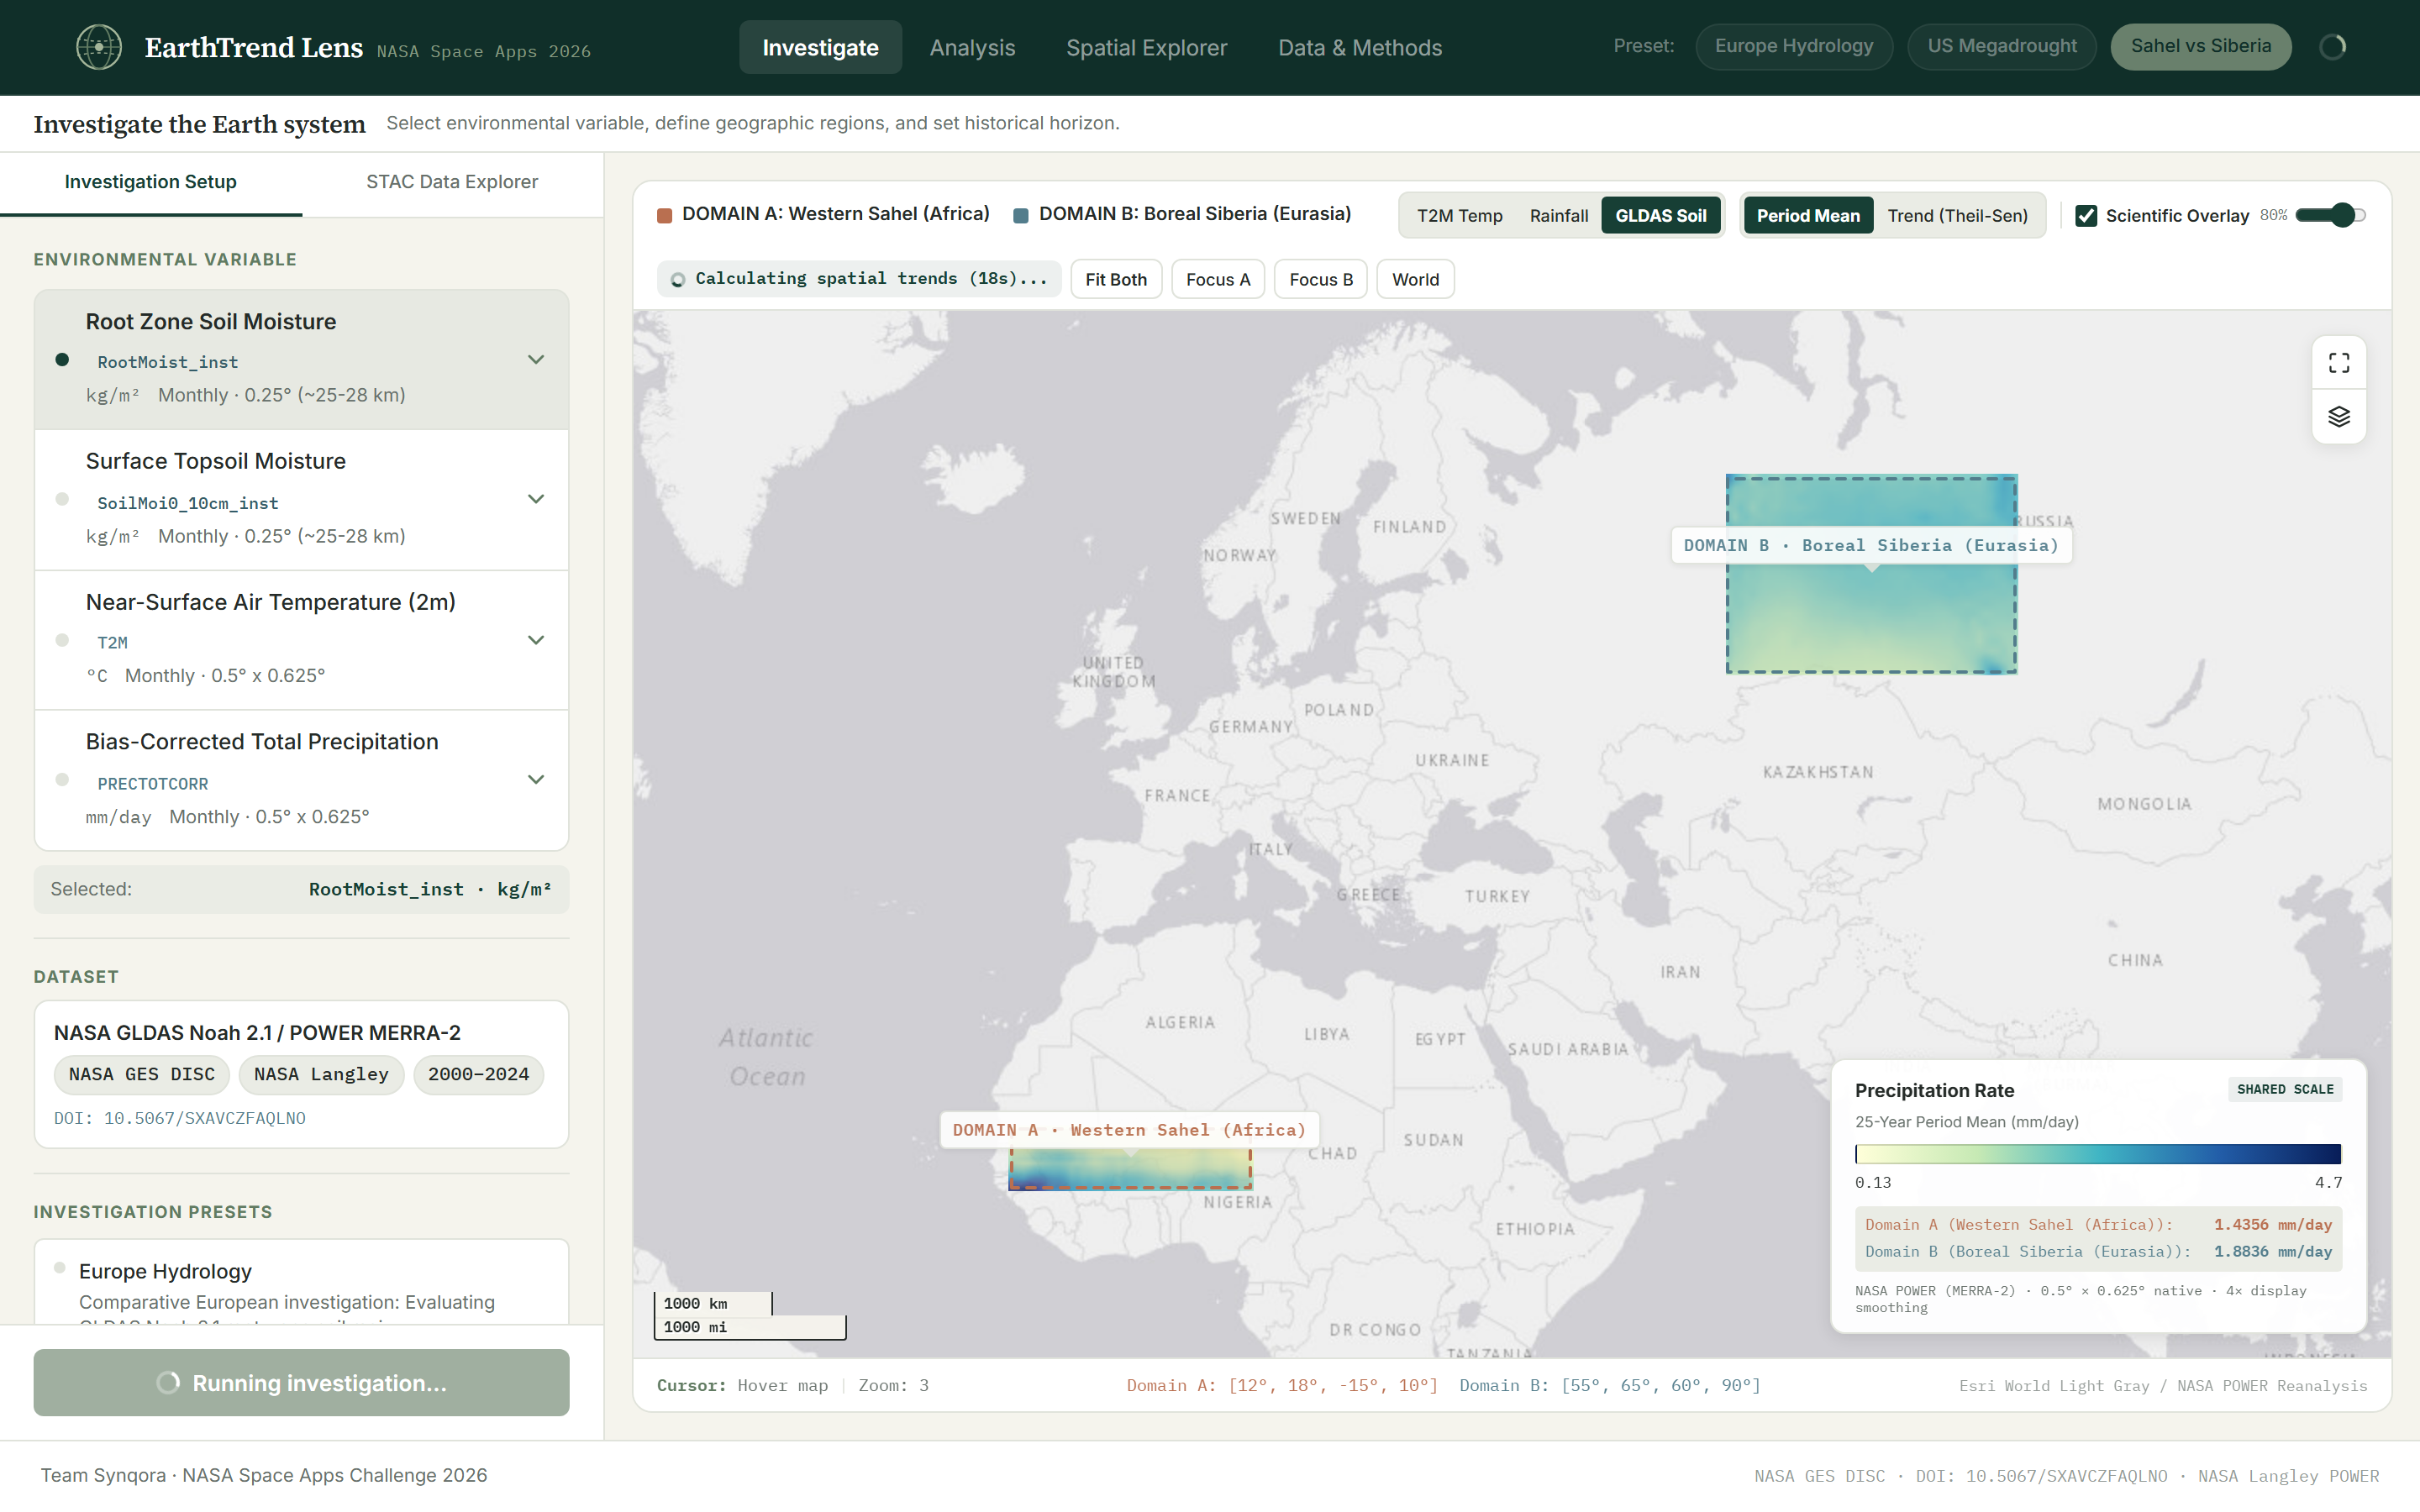 EarthTrend Lens NASA Space Apps 2026
Investigate
Analysis
Spatial Explorer
Data & Methods
Preset:
Europe Hydrology
US Megadrought
Sahel vs Siberia
Investigate the Earth system
Select environmental variable, define geographic regions, and set historical horizon.
Investigation Setup
STAC Data Explorer
ENVIRONMENTAL VARIABLE
Root Zone Soil Moisture
RootMoist_inst
kg/m² Monthly · 0.25° (~25-28 km)
Surface Topsoil Moisture
SoilMoi0_10cm_inst
kg/m² Monthly · 0.25° (~25-28 km)
Near-Surface Air Temperature (2m)
T2M
°C Monthly · 0.5° x 0.625°
Bias-Corrected Total Precipitation
PRECTOTCORR
mm/day Monthly · 0.5° x 0.625°
Selected: RootMoist_inst · kg/m²
DATASET
NASA GLDAS Noah 2.1 / POWER MERRA-2
NASA GES DISC
NASA Langley
2000–2024
DOI: 10.5067/SXAVCZFAQLNO
INVESTIGATION PRESETS
Europe Hydrology
Comparative European investigation: Evaluating
Running investigation...
DOMAIN A: Western Sahel (Africa)
DOMAIN B: Boreal Siberia (Eurasia)
T2M Temp
Rainfall
GLDAS Soil
Period Mean
Trend (Theil-Sen)
Scientific Overlay 80%
Calculating spatial trends (18s)...
Fit Both
Focus A
Focus B
World
SWEDEN
FINLAND
RUSSIA
NORWAY
DOMAIN B · Boreal Siberia (Eurasia)
UNITED
KINGDOM
POLAND
GERMANY
UKRAINE
KAZAKHSTAN
FRANCE
MONGOLIA
ITALY
GREECE
TURKEY
CHINA
IRAN
ALGERIA
LIBYA
EGYPT
SAUDI ARABIA
Atlantic
Ocean
DOMAIN A · Western Sahel (Africa)
SUDAN
CHAD
NIGERIA
ETHIOPIA
DR CONGO
TANZANIA
1000 km
1000 mi
Precipitation Rate
SHARED SCALE
25-Year Period Mean (mm/day)
0.13 4.7
Domain A (Western Sahel (Africa)): 1.4356 mm/day
Domain B (Boreal Siberia (Eurasia)): 1.8836 mm/day
NASA POWER (MERRA-2) · 0.5° × 0.625° native · 4× display
smoothing
Cursor: Hover map | Zoom: 3
Domain A: [12°, 18°, -15°, 10°]
Domain B: [55°, 65°, 60°, 90°]
Esri World Light Gray / NASA POWER Reanalysis
Team Synqora · NASA Space Apps Challenge 2026
NASA GES DISC · DOI: 10.5067/SXAVCZFAQLNO · NASA Langley POWER